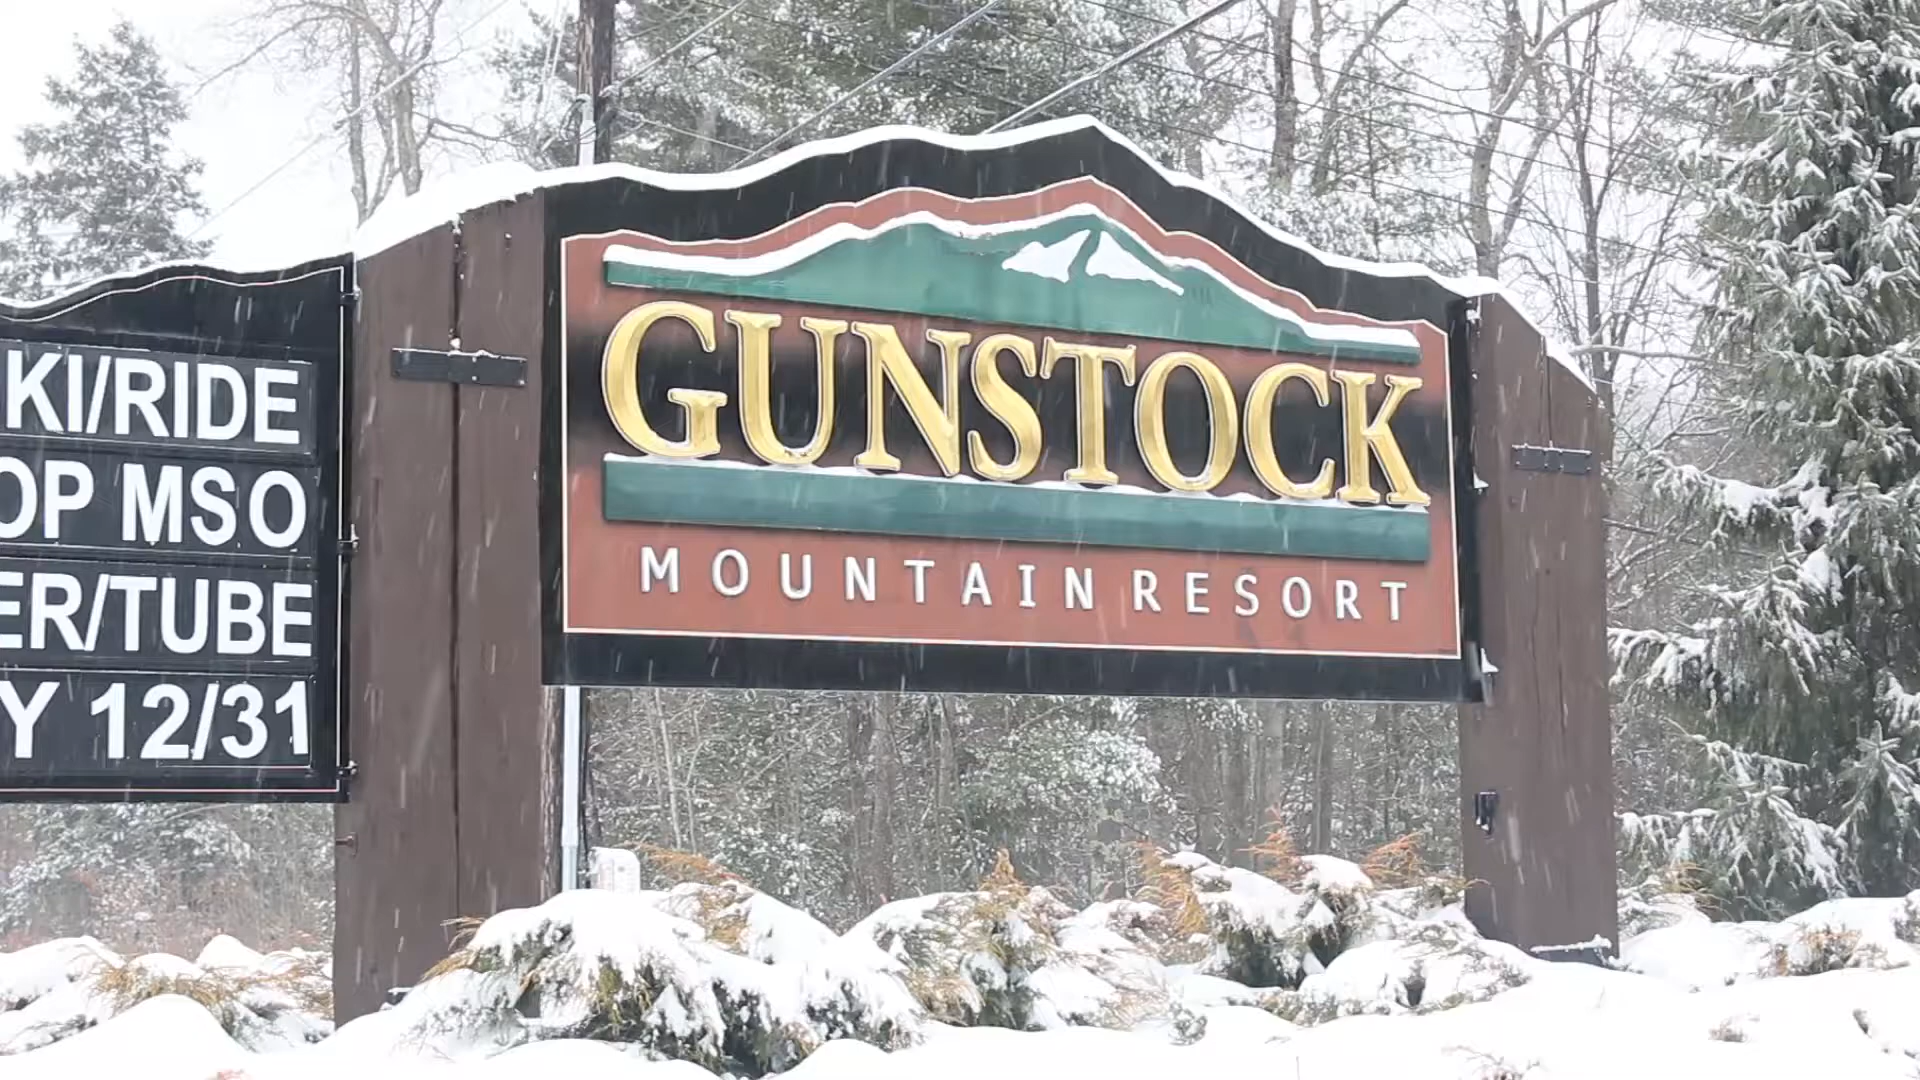 KI/RIDE
OP MSO
ER/TUBE
Y 12/31
GUNSTOCK
MOUNTAIN RESORT